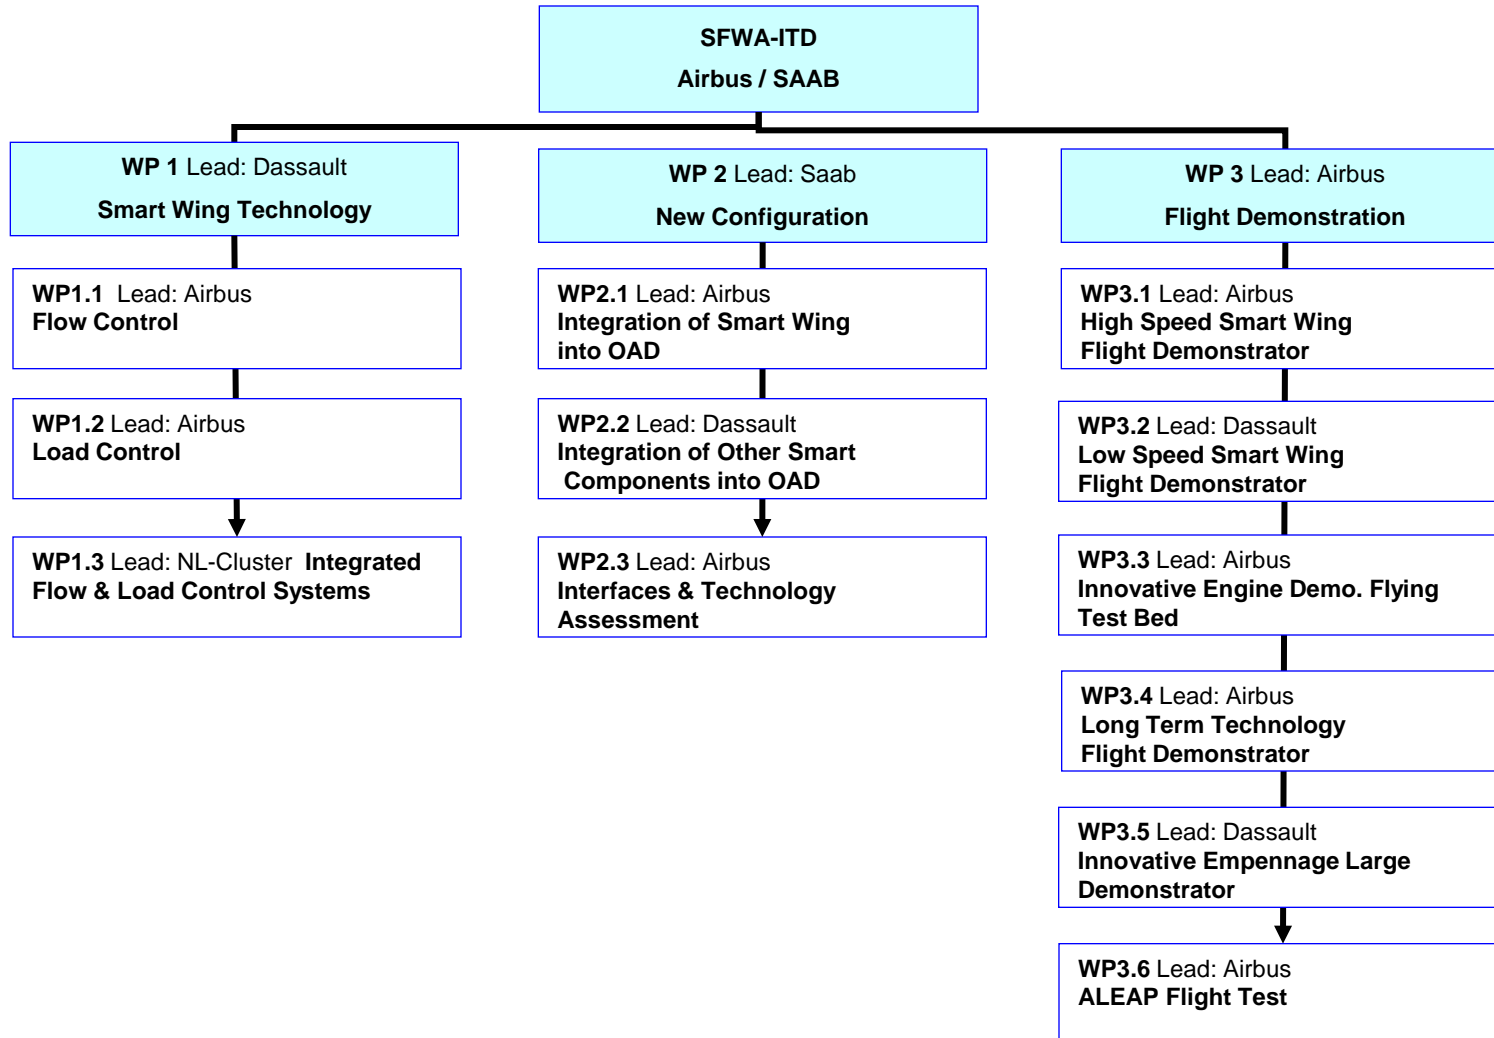 SFWA-ITD
Airbus / SAAB
WP 1 Lead: Dassault
Smart Wing Technology
WP1.1 Lead: Airbus
Flow Control
WP1.2 Lead: Airbus
Load Control
WP1.3 Lead: NL-Cluster Integrated
Flow & Load Control Systems
WP 2 Lead: Saab
New Configuration
WP2.1 Lead: Airbus
Integration of Smart Wing
into OAD
WP2.2 Lead: Dassault
Integration of Other Smart
Components into OAD
WP2.3 Lead: Airbus
Interfaces & Technology
Assessment
WP 3 Lead: Airbus
Flight Demonstration
WP3.1 Lead: Airbus
High Speed Smart Wing
Flight Demonstrator
WP3.2 Lead: Dassault
Low Speed Smart Wing
Flight Demonstrator
WP3.3 Lead: Airbus
Innovative Engine Demo. Flying
Test Bed
WP3.4 Lead: Airbus
Long Term Technology
Flight Demonstrator
WP3.5 Lead: Dassault
Innovative Empennage Large
Demonstrator
WP3.6 Lead: Airbus
ALEAP Flight Test